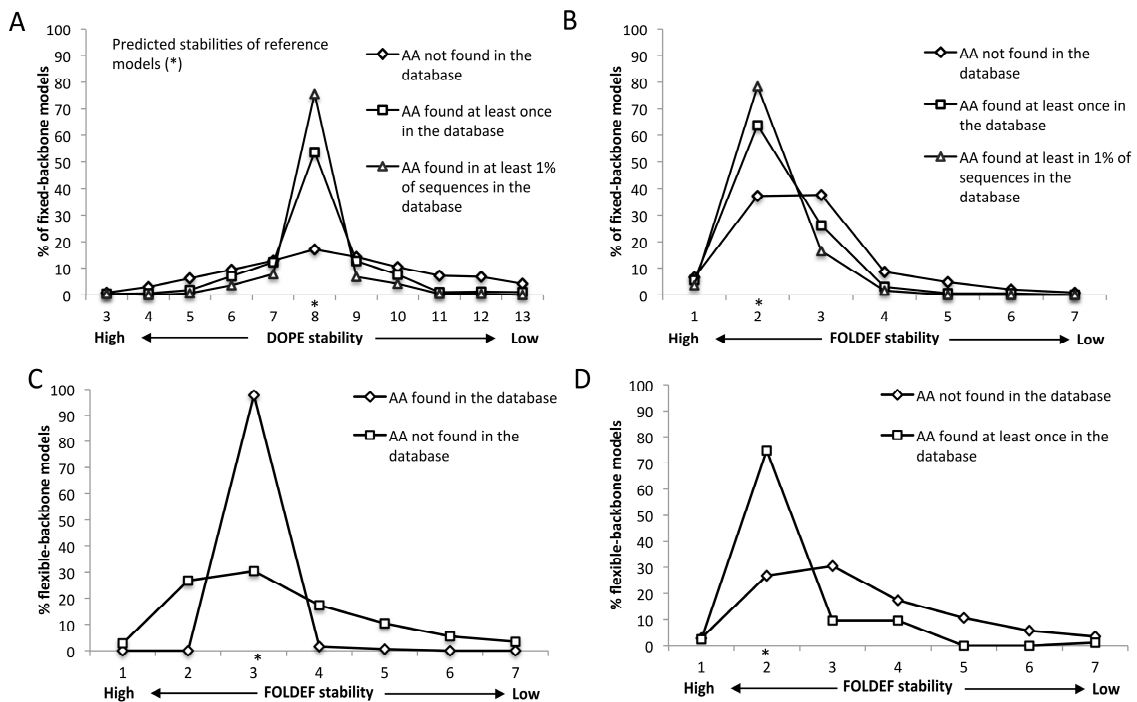 A
100
90
80
70
60
50
40
30
20
10
0
% of fixed-backbone models
Predicted stabilities of reference
models (*)
AA not found in the
database
AA found at least once
in the database
AA found in at least 1%
of sequences in the
database
*
3 4 5 6 7 8 9 10 11 12 13
High DOPE stability Low
B
100
90
80
70
60
50
40
30
20
10
0
% of fixed-backbone models
AA not found in the
database
AA found at least once in
the database
AA found at least in 1% of
sequences in the
database
*
1 2 3 4 5 6 7
High FOLDEF stability Low
C
100
90
80
70
60
50
40
30
20
10
0
% flexible-backbone models
AA found in the database
AA not found in the
database
*
1 2 3 4 5 6 7
High FOLDEF stability Low
D
100
90
80
70
60
50
40
30
20
10
0
% flexible-backbone models
AA not found in the database
AA found at least once in the
database
*
1 2 3 4 5 6 7
High FOLDEF stability Low